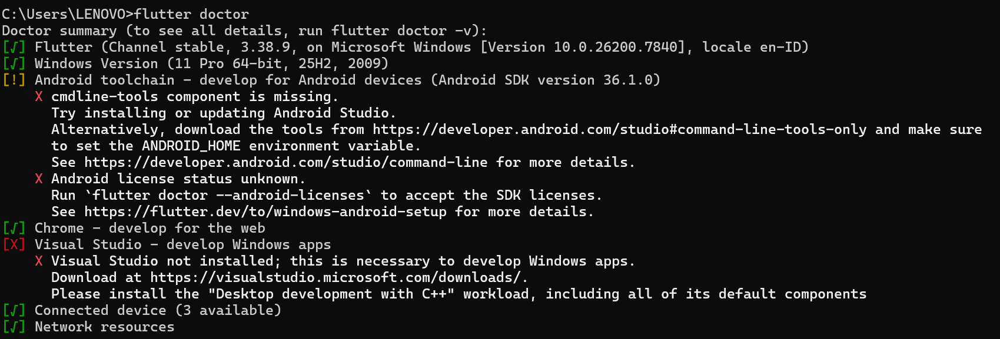 C:\Users\LENOVO>flutter doctor
Doctor summary (to see all details, run flutter doctor -v):
[√] Flutter (Channel stable, 3.38.9, on Microsoft Windows [Version 10.0.26200.7840], locale en-ID)
[√] Windows Version (11 Pro 64-bit, 25H2, 2009)
[!] Android toolchain - develop for Android devices (Android SDK version 36.1.0)
    X cmdline-tools component is missing.
      Try installing or updating Android Studio.
      Alternatively, download the tools from https://developer.android.com/studio#command-line-tools-only and make sure
      to set the ANDROID_HOME environment variable.
      See https://developer.android.com/studio/command-line for more details.
    X Android license status unknown.
      Run `flutter doctor --android-licenses` to accept the SDK licenses.
      See https://flutter.dev/to/windows-android-setup for more details.
[√] Chrome - develop for the web
[X] Visual Studio - develop Windows apps
    X Visual Studio not installed; this is necessary to develop Windows apps.
      Download at https://visualstudio.microsoft.com/downloads/.
      Please install the "Desktop development with C++" workload, including all of its default components
[√] Connected device (3 available)
[√] Network resources